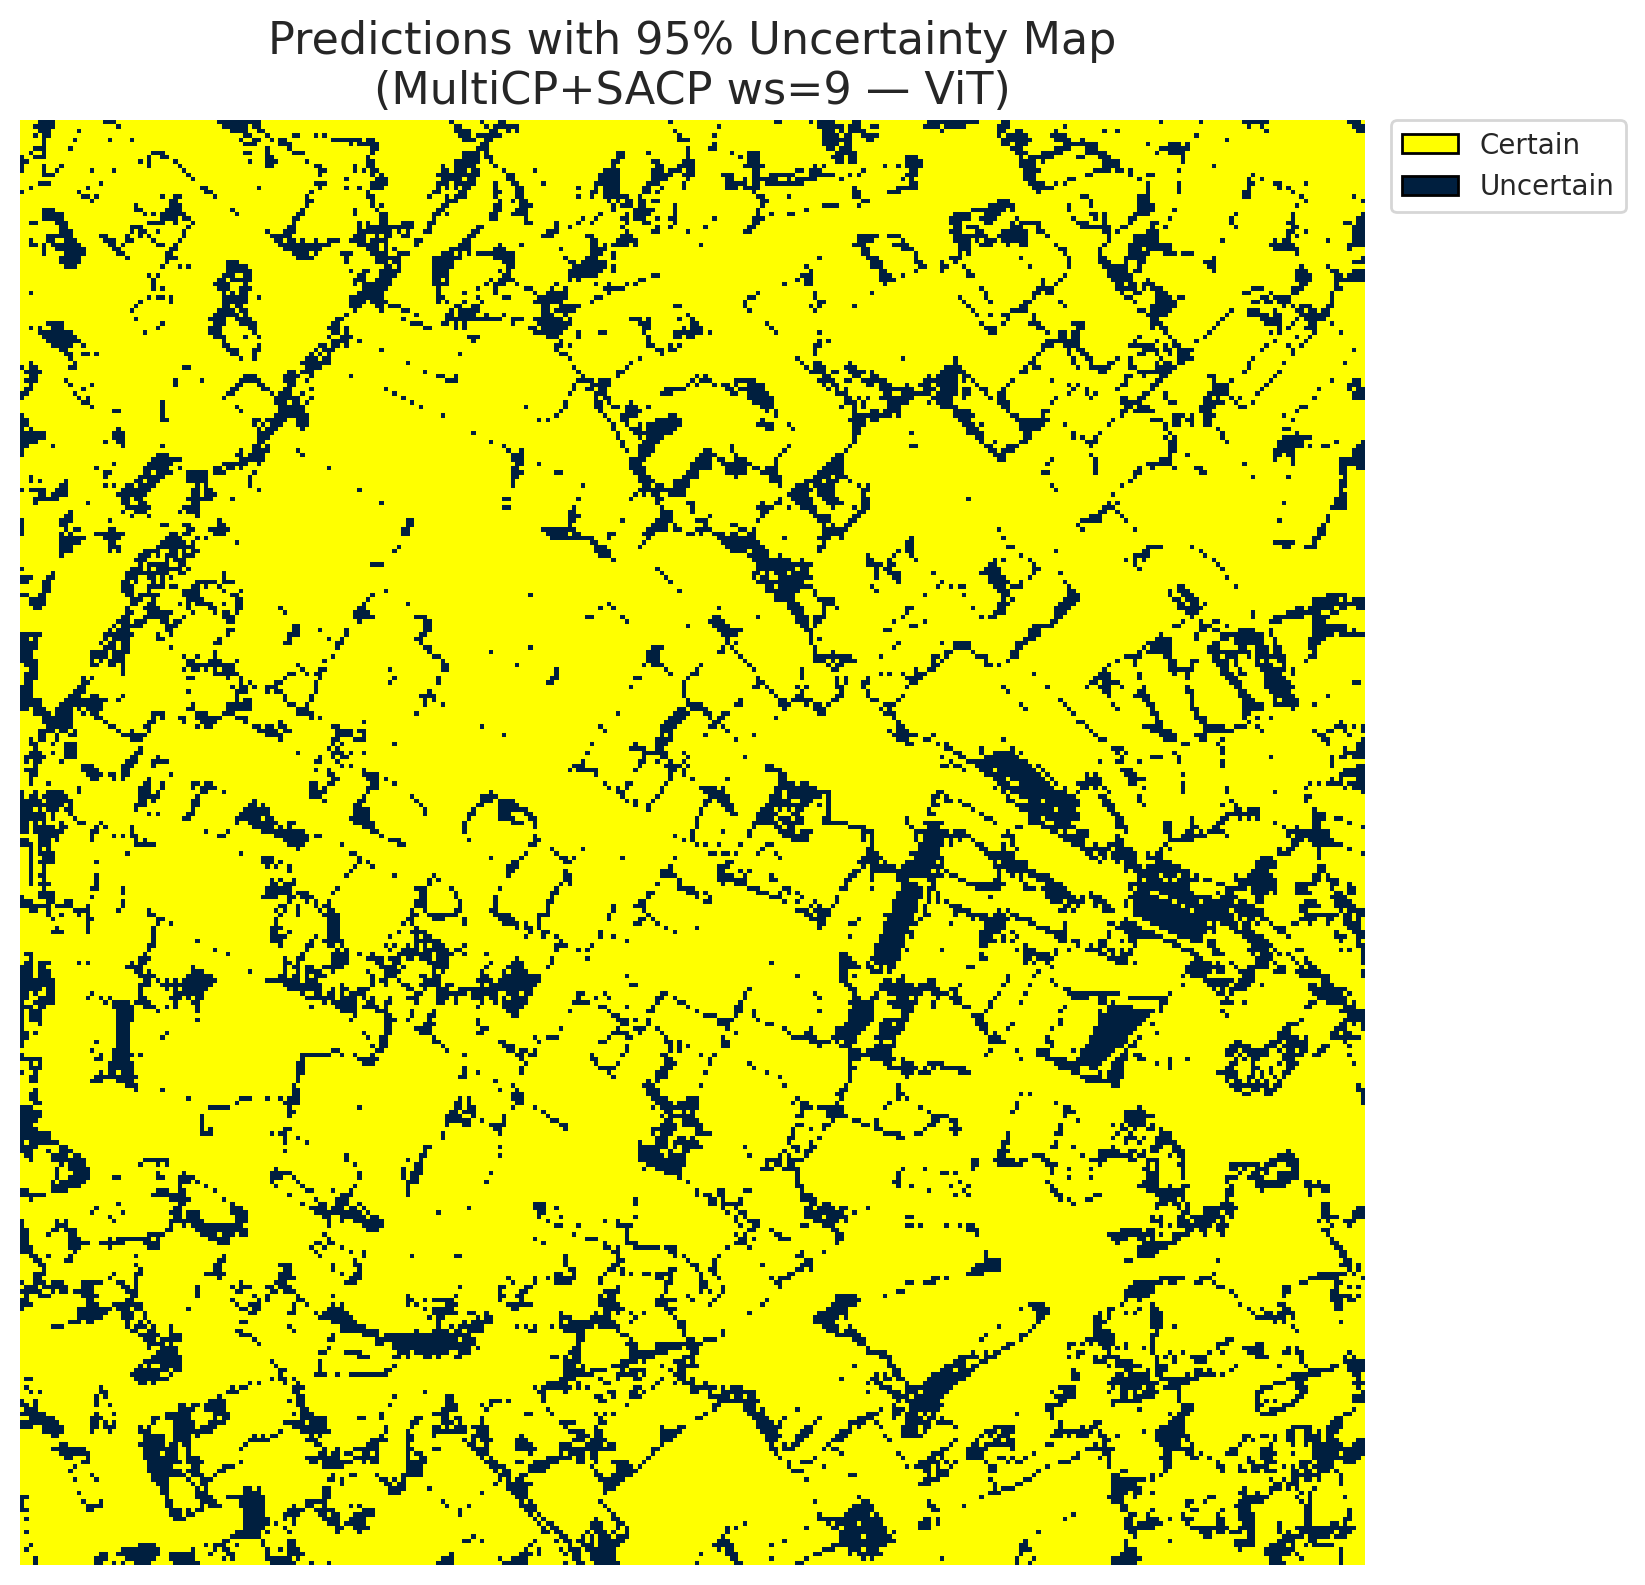 Predictions with 95% Uncertainty Map
(MultiCP+SACP ws=9 — ViT)
Certain
Uncertain